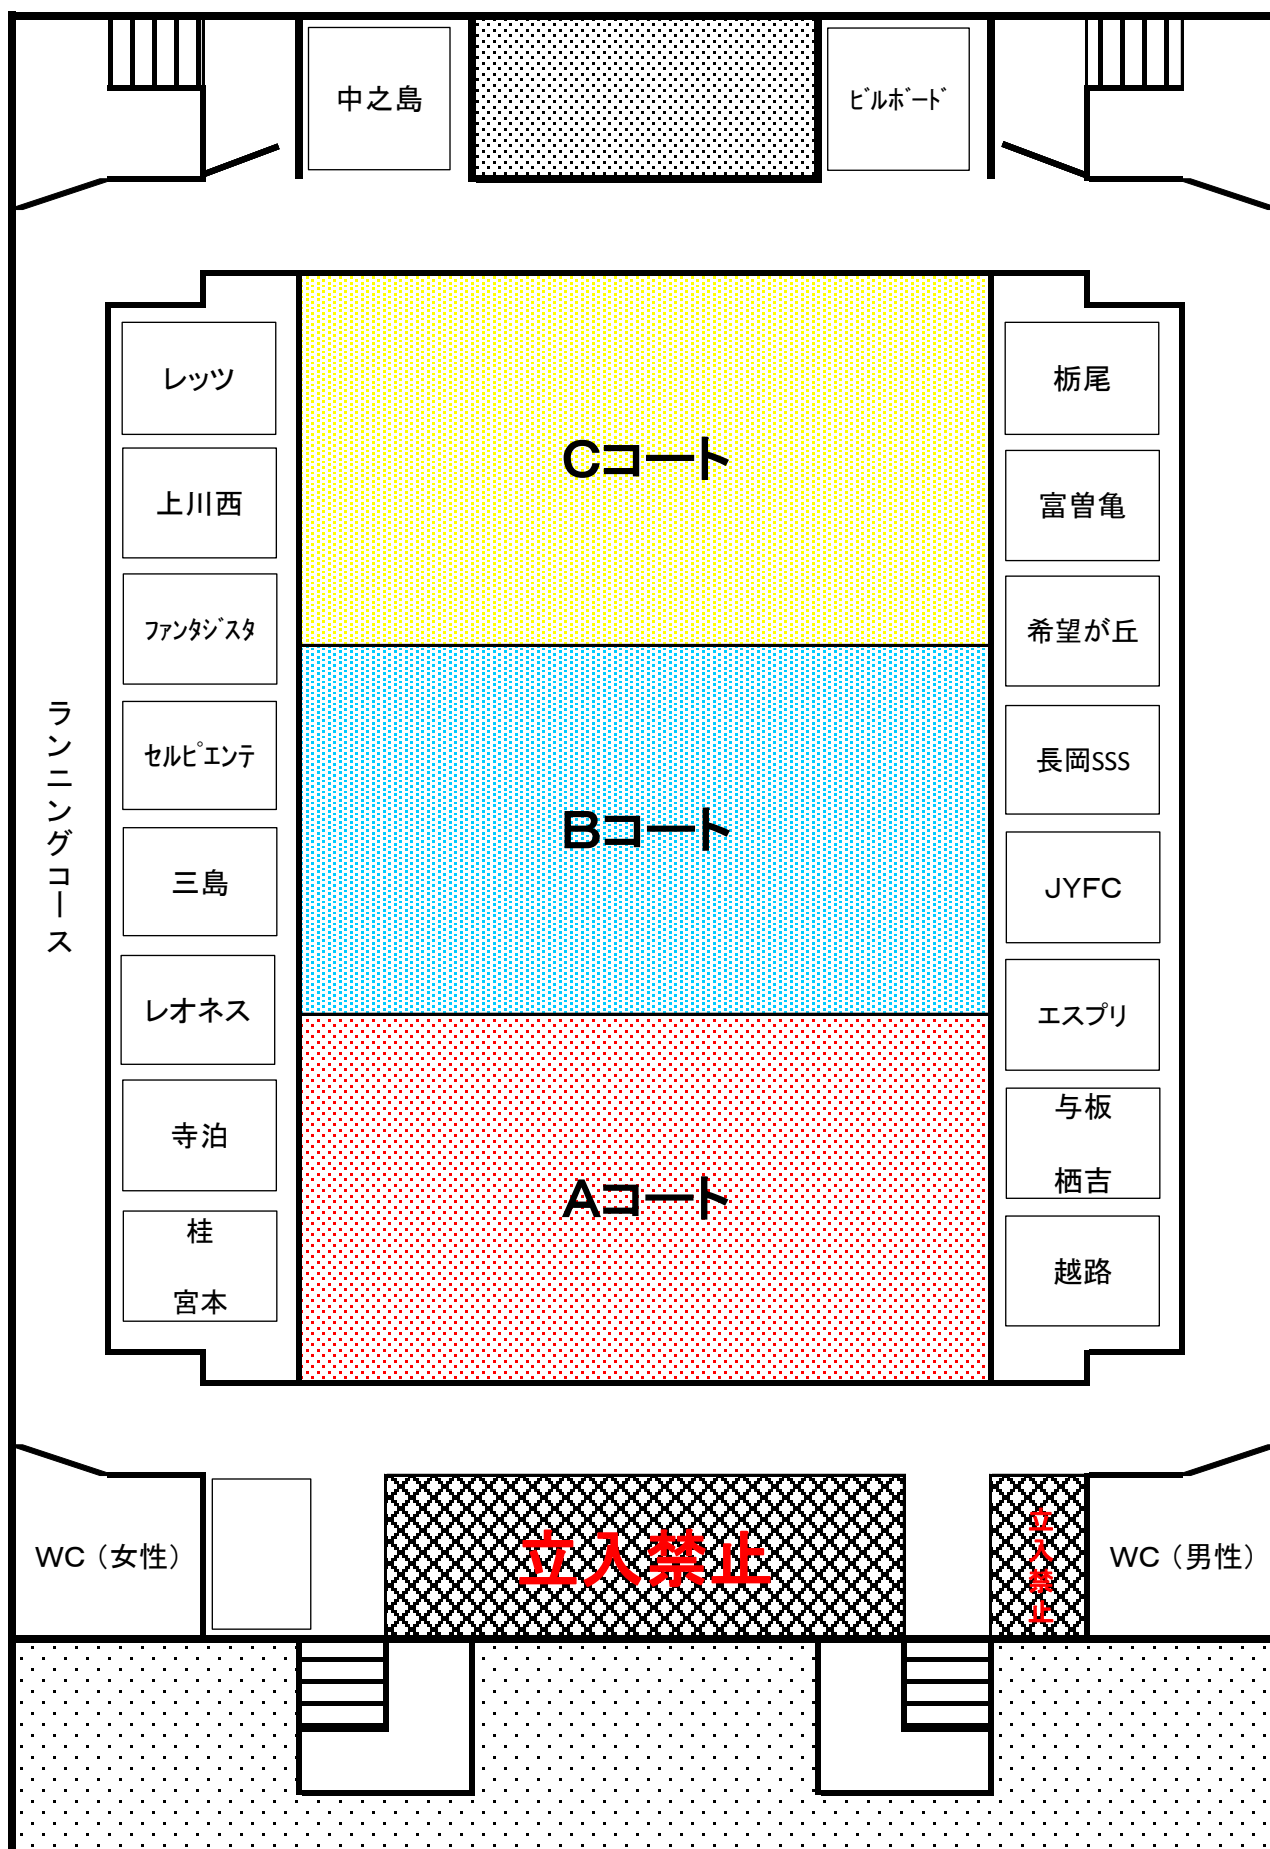 中之島
ビルボード
レッツ
上川西
ファンタジスタ
セルピエンテ
三島
レオネス
寺泊
桂
宮本
ランニングコース
Cコート
Bコート
Aコート
栃尾
富曽亀
希望が丘
長岡SSS
JYFC
エスプリ
与板
栖吉
越路
WC（女性）
立入禁止
立入禁止
WC（男性）